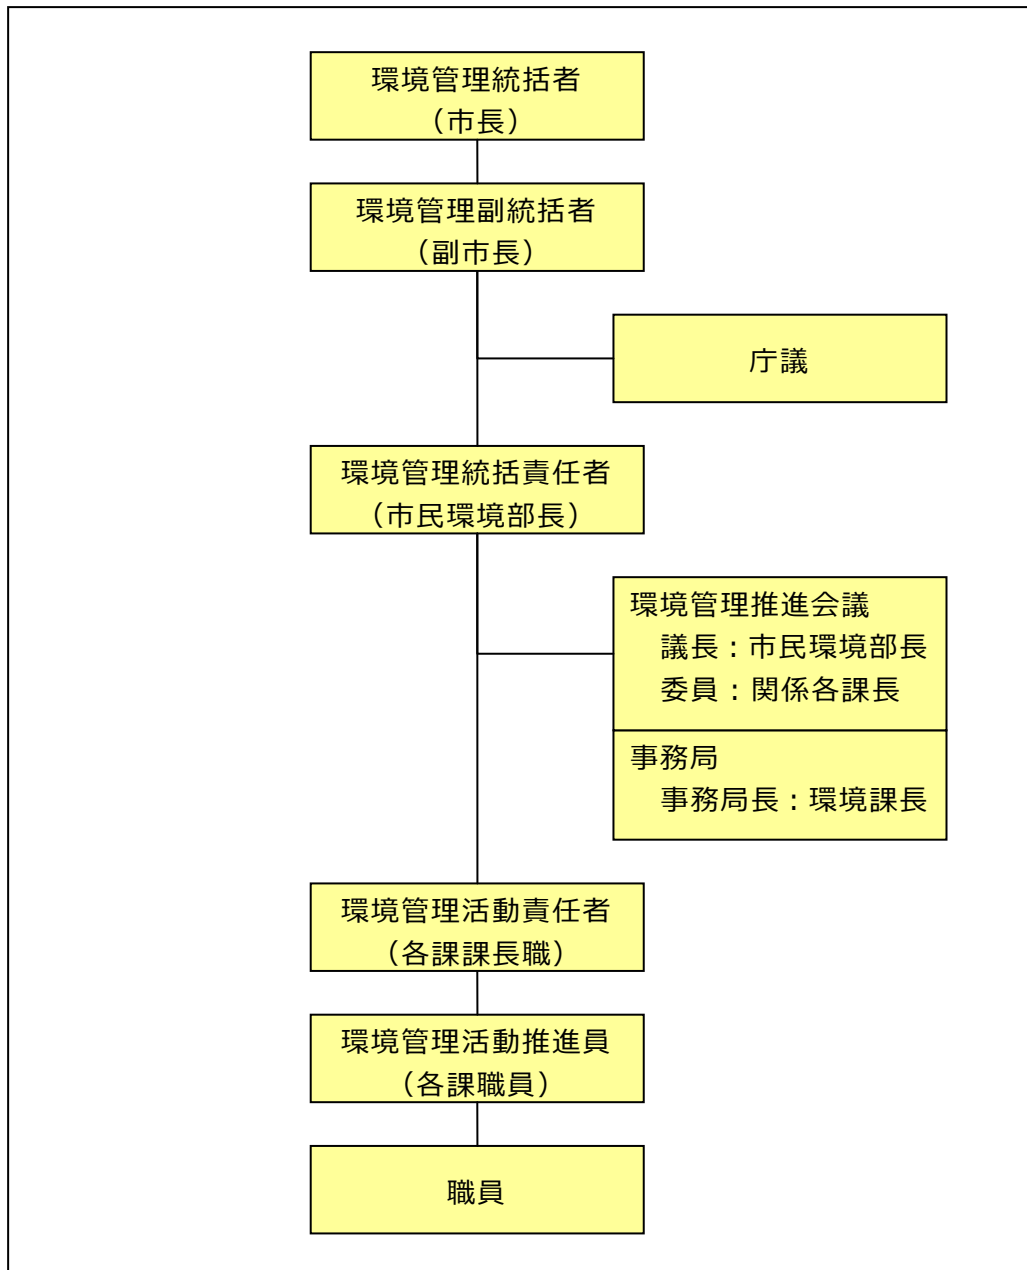 環境管理統括者
（市長）
環境管理副統括者
（副市長）
庁議
環境管理統括責任者
（市民環境部長）
環境管理推進会議
議長：市民環境部長
委員：関係各課長
事務局
事務局長：環境課長
環境管理活動責任者
（各課課長職）
環境管理活動推進員
（各課職員）
職員